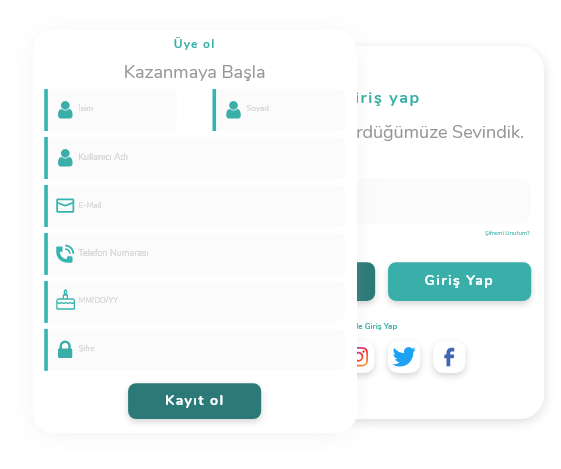 Üye ol
Kazanmaya Başla
İsim
Soyad
Kullanıcı Adı
E-Mail
Telefon Numarası
MM/DD/YY
Şifre
Kayıt ol
iriş yap
rdüğümüze Sevindik.
Şifremi Unutum?
Giriş Yap
le Giriş Yap